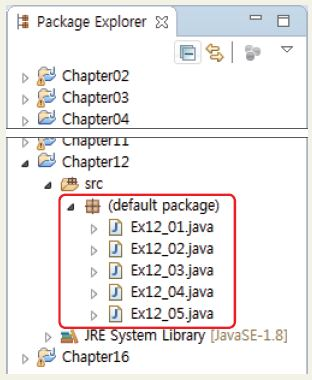 Package Explorer
Chapter02
Chapter03
Chapter04
Chapter11
Chapter12
src
(default package)
Ex12_01.java
Ex12_02.java
Ex12_03.java
Ex12_04.java
Ex12_05.java
JRE System Library [JavaSE-1.8]
Chapter16